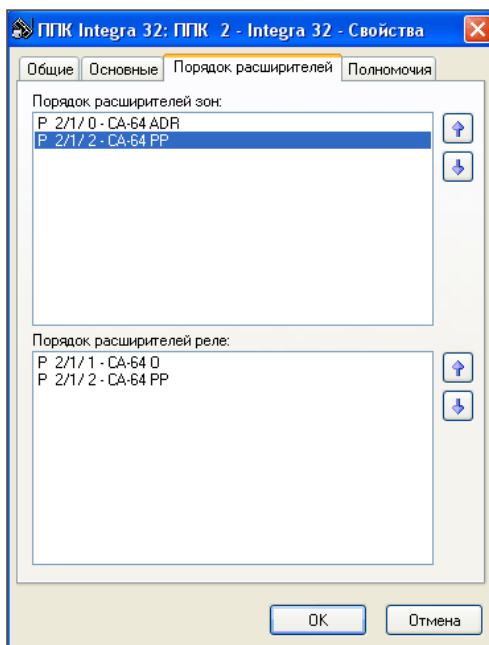 ППК Integra 32: ППК 2 - Integra 32 - Свойства
Общие Основные Порядок расширителей Полномочия
Порядок расширителей зон:
Р 2/1/ 0 - CA-64 ADR
Р 2/1/ 2 - CA-64 PP
Порядок расширителей реле:
Р 2/1/ 1 - CA-64 O
Р 2/1/ 2 - CA-64 PP
OK Отмена